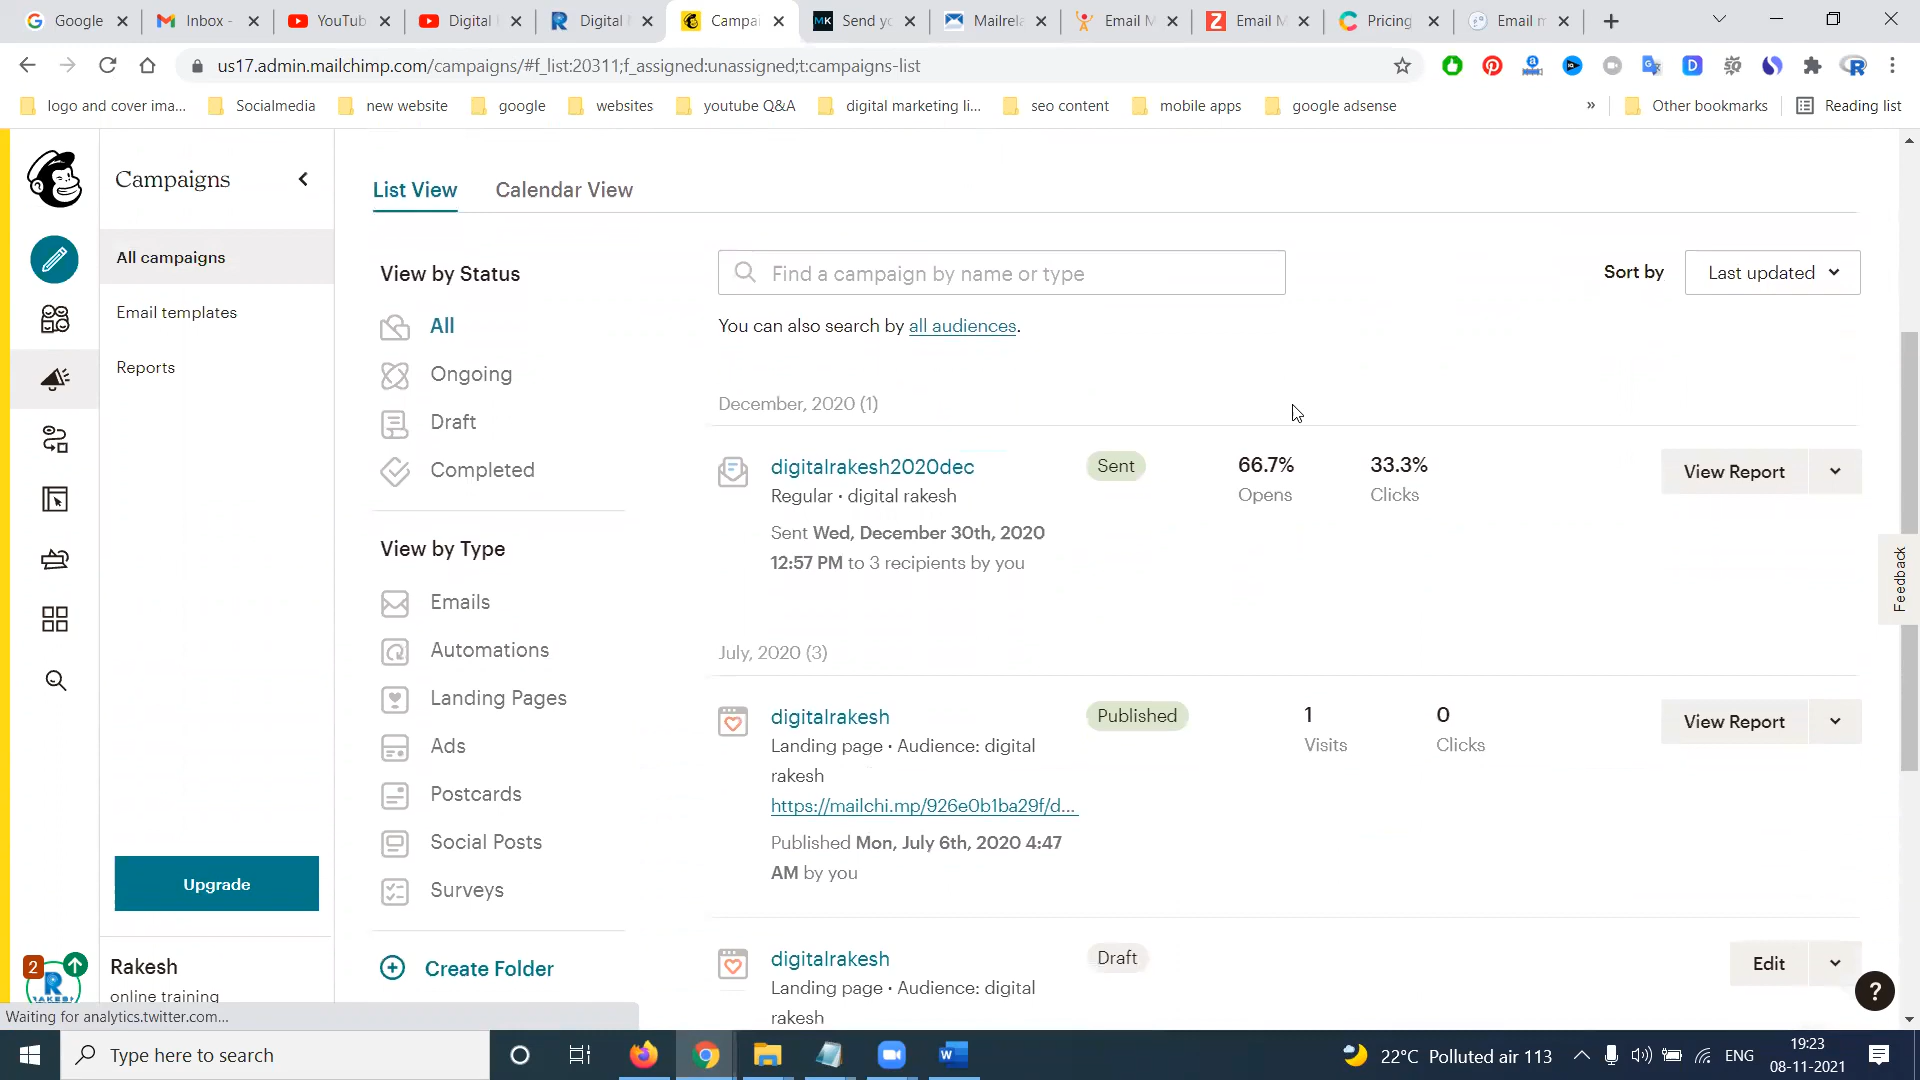 Google
Inbox -
YouTub
Digital
Digital
Campai
Send yo
Mailrela
Email M
Email M
Pricing
Email m
us17.admin.mailchimp.com/campaigns/#f_list:20311;f_assigned:unassigned;t:campaigns-list
logo and cover ima...
Socialmedia
new website
google
websites
youtube Q&A
digital marketing li...
seo content
mobile apps
google adsense
»
Other bookmarks
Reading list
Campaigns
All campaigns
Email templates
Reports
Upgrade
2
Rakesh
online training
List View
Calendar View
View by Status
All
Ongoing
Draft
Completed
View by Type
Emails
Automations
Landing Pages
Ads
Postcards
Social Posts
Surveys
Create Folder
Find a campaign by name or type
Sort by
Last updated
You can also search by all audiences.
December, 2020 (1)
digitalrakesh2020dec
Regular · digital rakesh
Sent Wed, December 30th, 2020
12:57 PM to 3 recipients by you
Sent
66.7%
Opens
33.3%
Clicks
View Report
July, 2020 (3)
digitalrakesh
Landing page · Audience: digital
rakesh
https://mailchi.mp/926e0b1ba29f/d...
Published Mon, July 6th, 2020 4:47
AM by you
Published
1
Visits
0
Clicks
View Report
digitalrakesh
Landing page · Audience: digital
rakesh
Draft
Edit
Feedback
?
Waiting for analytics.twitter.com...
Type here to search
22°C Polluted air 113
ENG
19:23
08-11-2021